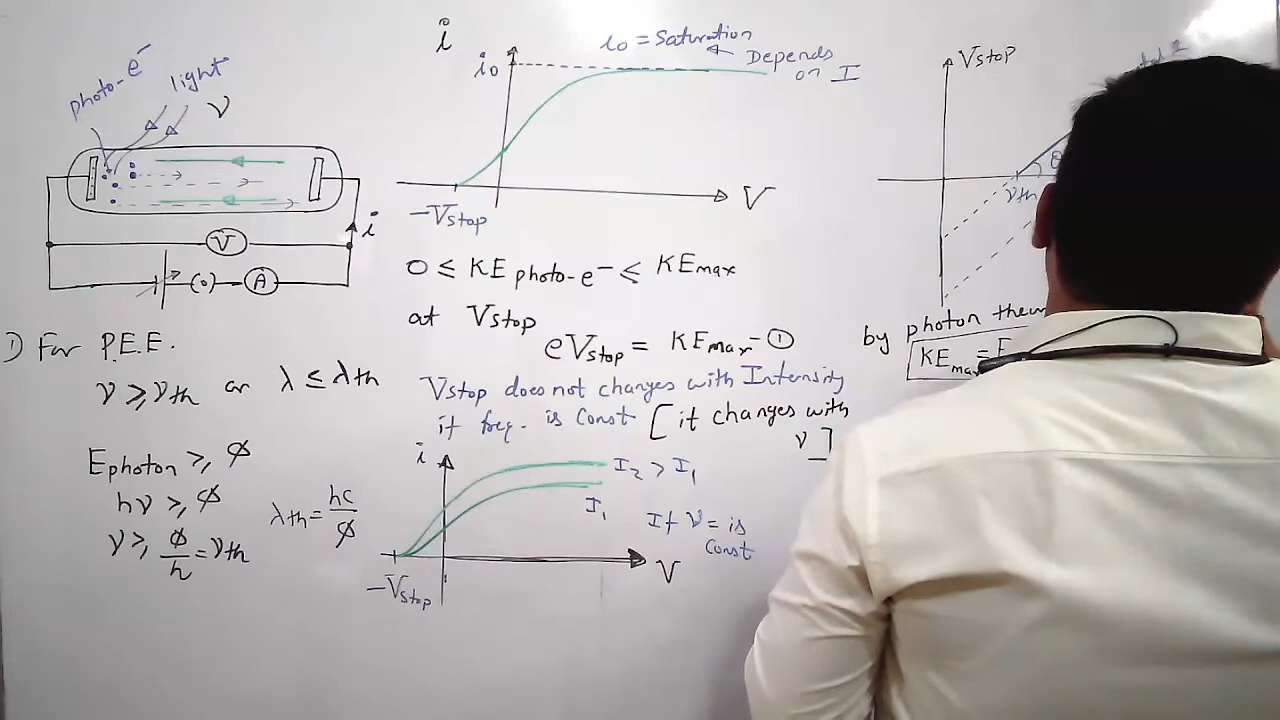 photo-e⁻
light
ν
V
A
i
1) For P.E.E.
ν ≥ νth or λ ≤ λth
Ephoton ≥ φ
hν ≥ φ
ν ≥ φ/h = νth
λth = hc/φ
i
i₀
i₀ = Saturation
Depends
on I
V
-Vstop
0 ≤ KE photo-e⁻ ≤ KEmax
at Vstop
eVstop = KEmax - ①
Vstop does not changes with Intensity
if freq. is Const [it changes with
ν]
i
I₂ > I₁
I₁
If ν = is
Const
V
-Vstop
Vstop
θ
νth
by photon
KEmax =